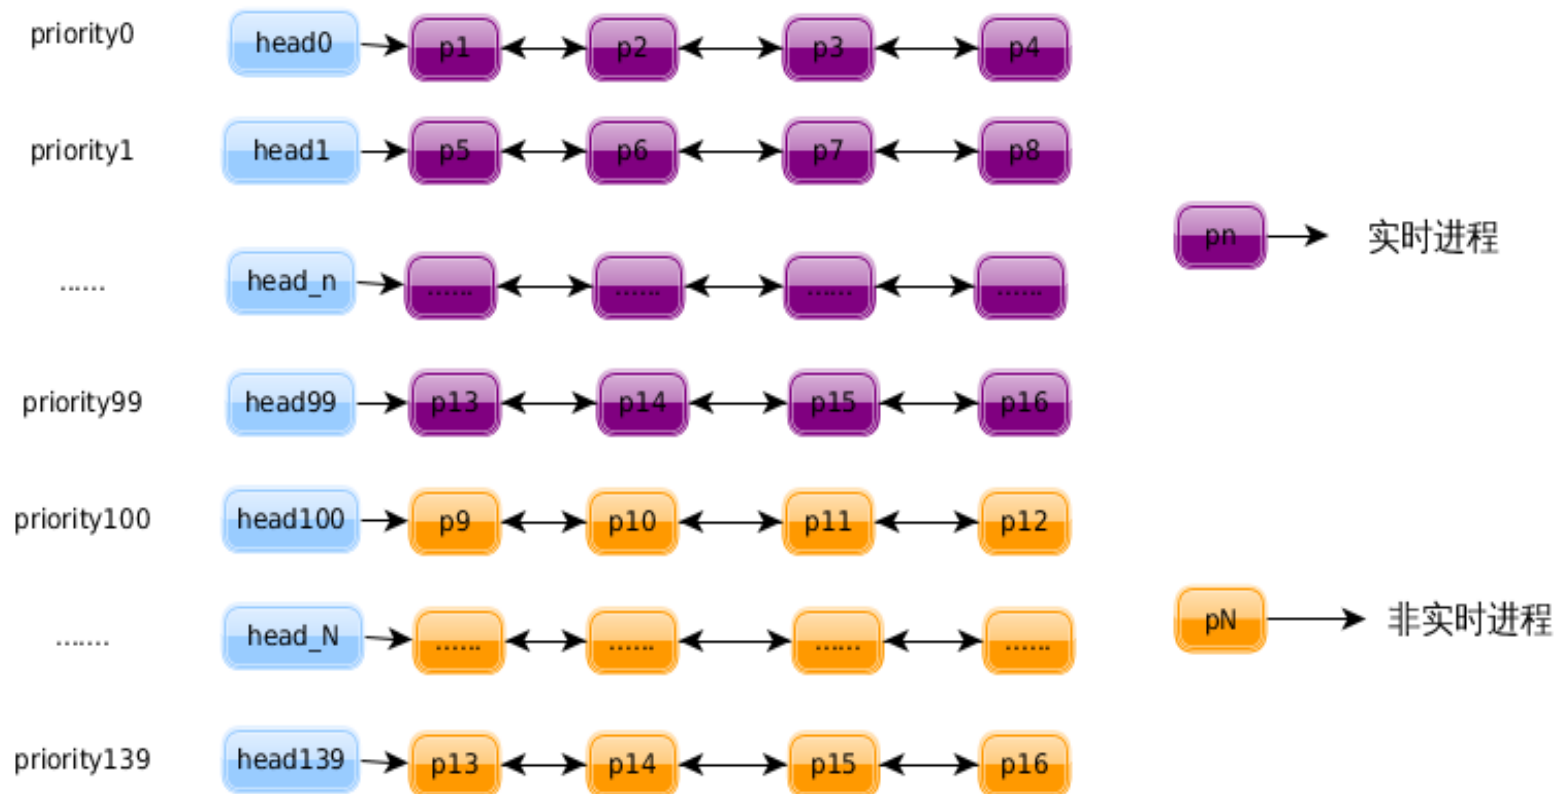 priority0 head0 p1 p2 p3 p4
priority1 head1 p5 p6 p7 p8
pn 实时进程
...... head_n ...... ...... ...... ......
priority99 head99 p13 p14 p15 p16
priority100 head100 p9 p10 p11 p12
pN 非实时进程
....... head_N ...... ...... ...... ......
priority139 head139 p13 p14 p15 p16